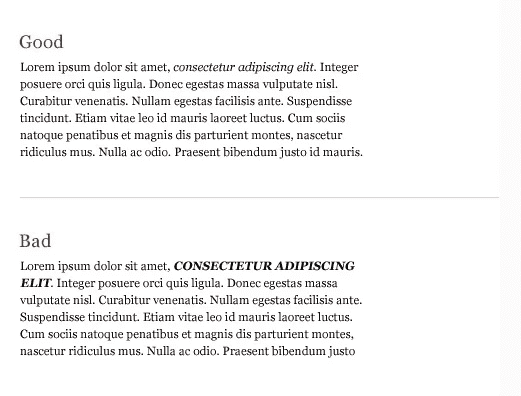 Good
Lorem ipsum dolor sit amet, consectetur adipiscing elit. Integer
posuere orci quis ligula. Donec egestas massa vulputate nisl.
Curabitur venenatis. Nullam egestas facilisis ante. Suspendisse
tincidunt. Etiam vitae leo id mauris laoreet luctus. Cum sociis
natoque penatibus et magnis dis parturient montes, nascetur
ridiculus mus. Nulla ac odio. Praesent bibendum justo id mauris.
Bad
Lorem ipsum dolor sit amet, CONSECTETUR ADIPISCING
ELIT. Integer posuere orci quis ligula. Donec egestas massa
vulputate nisl. Curabitur venenatis. Nullam egestas facilisis ante.
Suspendisse tincidunt. Etiam vitae leo id mauris laoreet luctus.
Cum sociis natoque penatibus et magnis dis parturient montes,
nascetur ridiculus mus. Nulla ac odio. Praesent bibendum justo